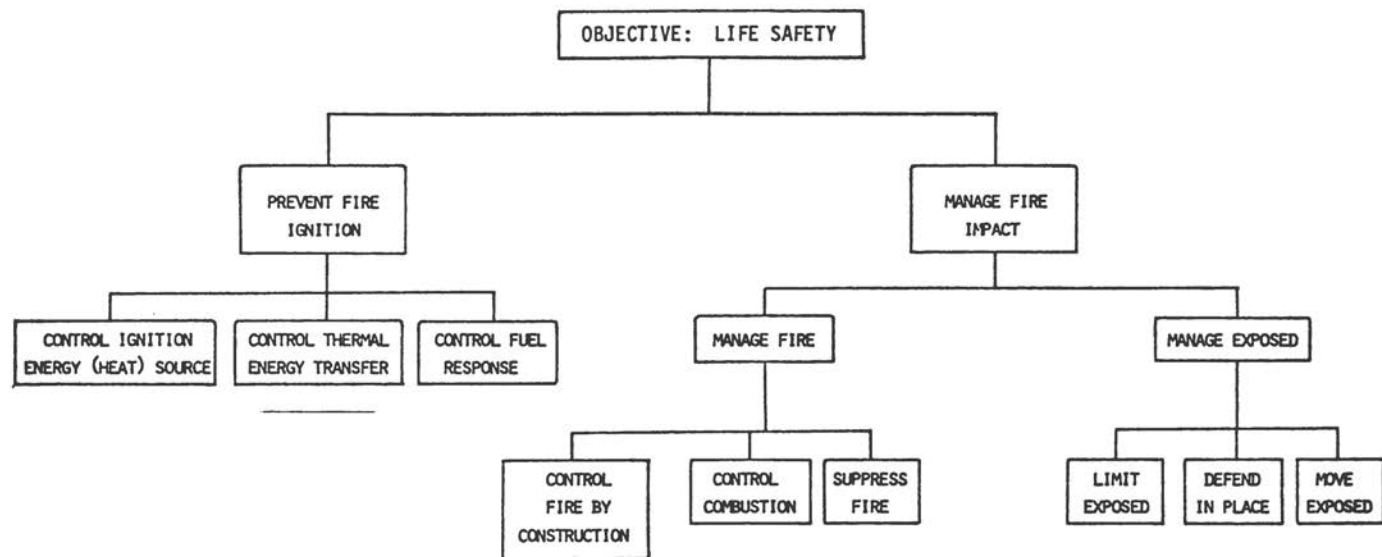 OBJECTIVE: LIFE SAFETY
PREVENT FIRE
IGNITION
MANAGE FIRE
IMPACT
CONTROL IGNITION
ENERGY (HEAT) SOURCE
CONTROL THERMAL
ENERGY TRANSFER
CONTROL FUEL
RESPONSE
MANAGE FIRE
MANAGE EXPOSED
CONTROL
FIRE BY
CONSTRUCTION
CONTROL
COMBUSTION
SUPPRESS
FIRE
LIMIT
EXPOSED
DEFEND
IN PLACE
MOVE
EXPOSED